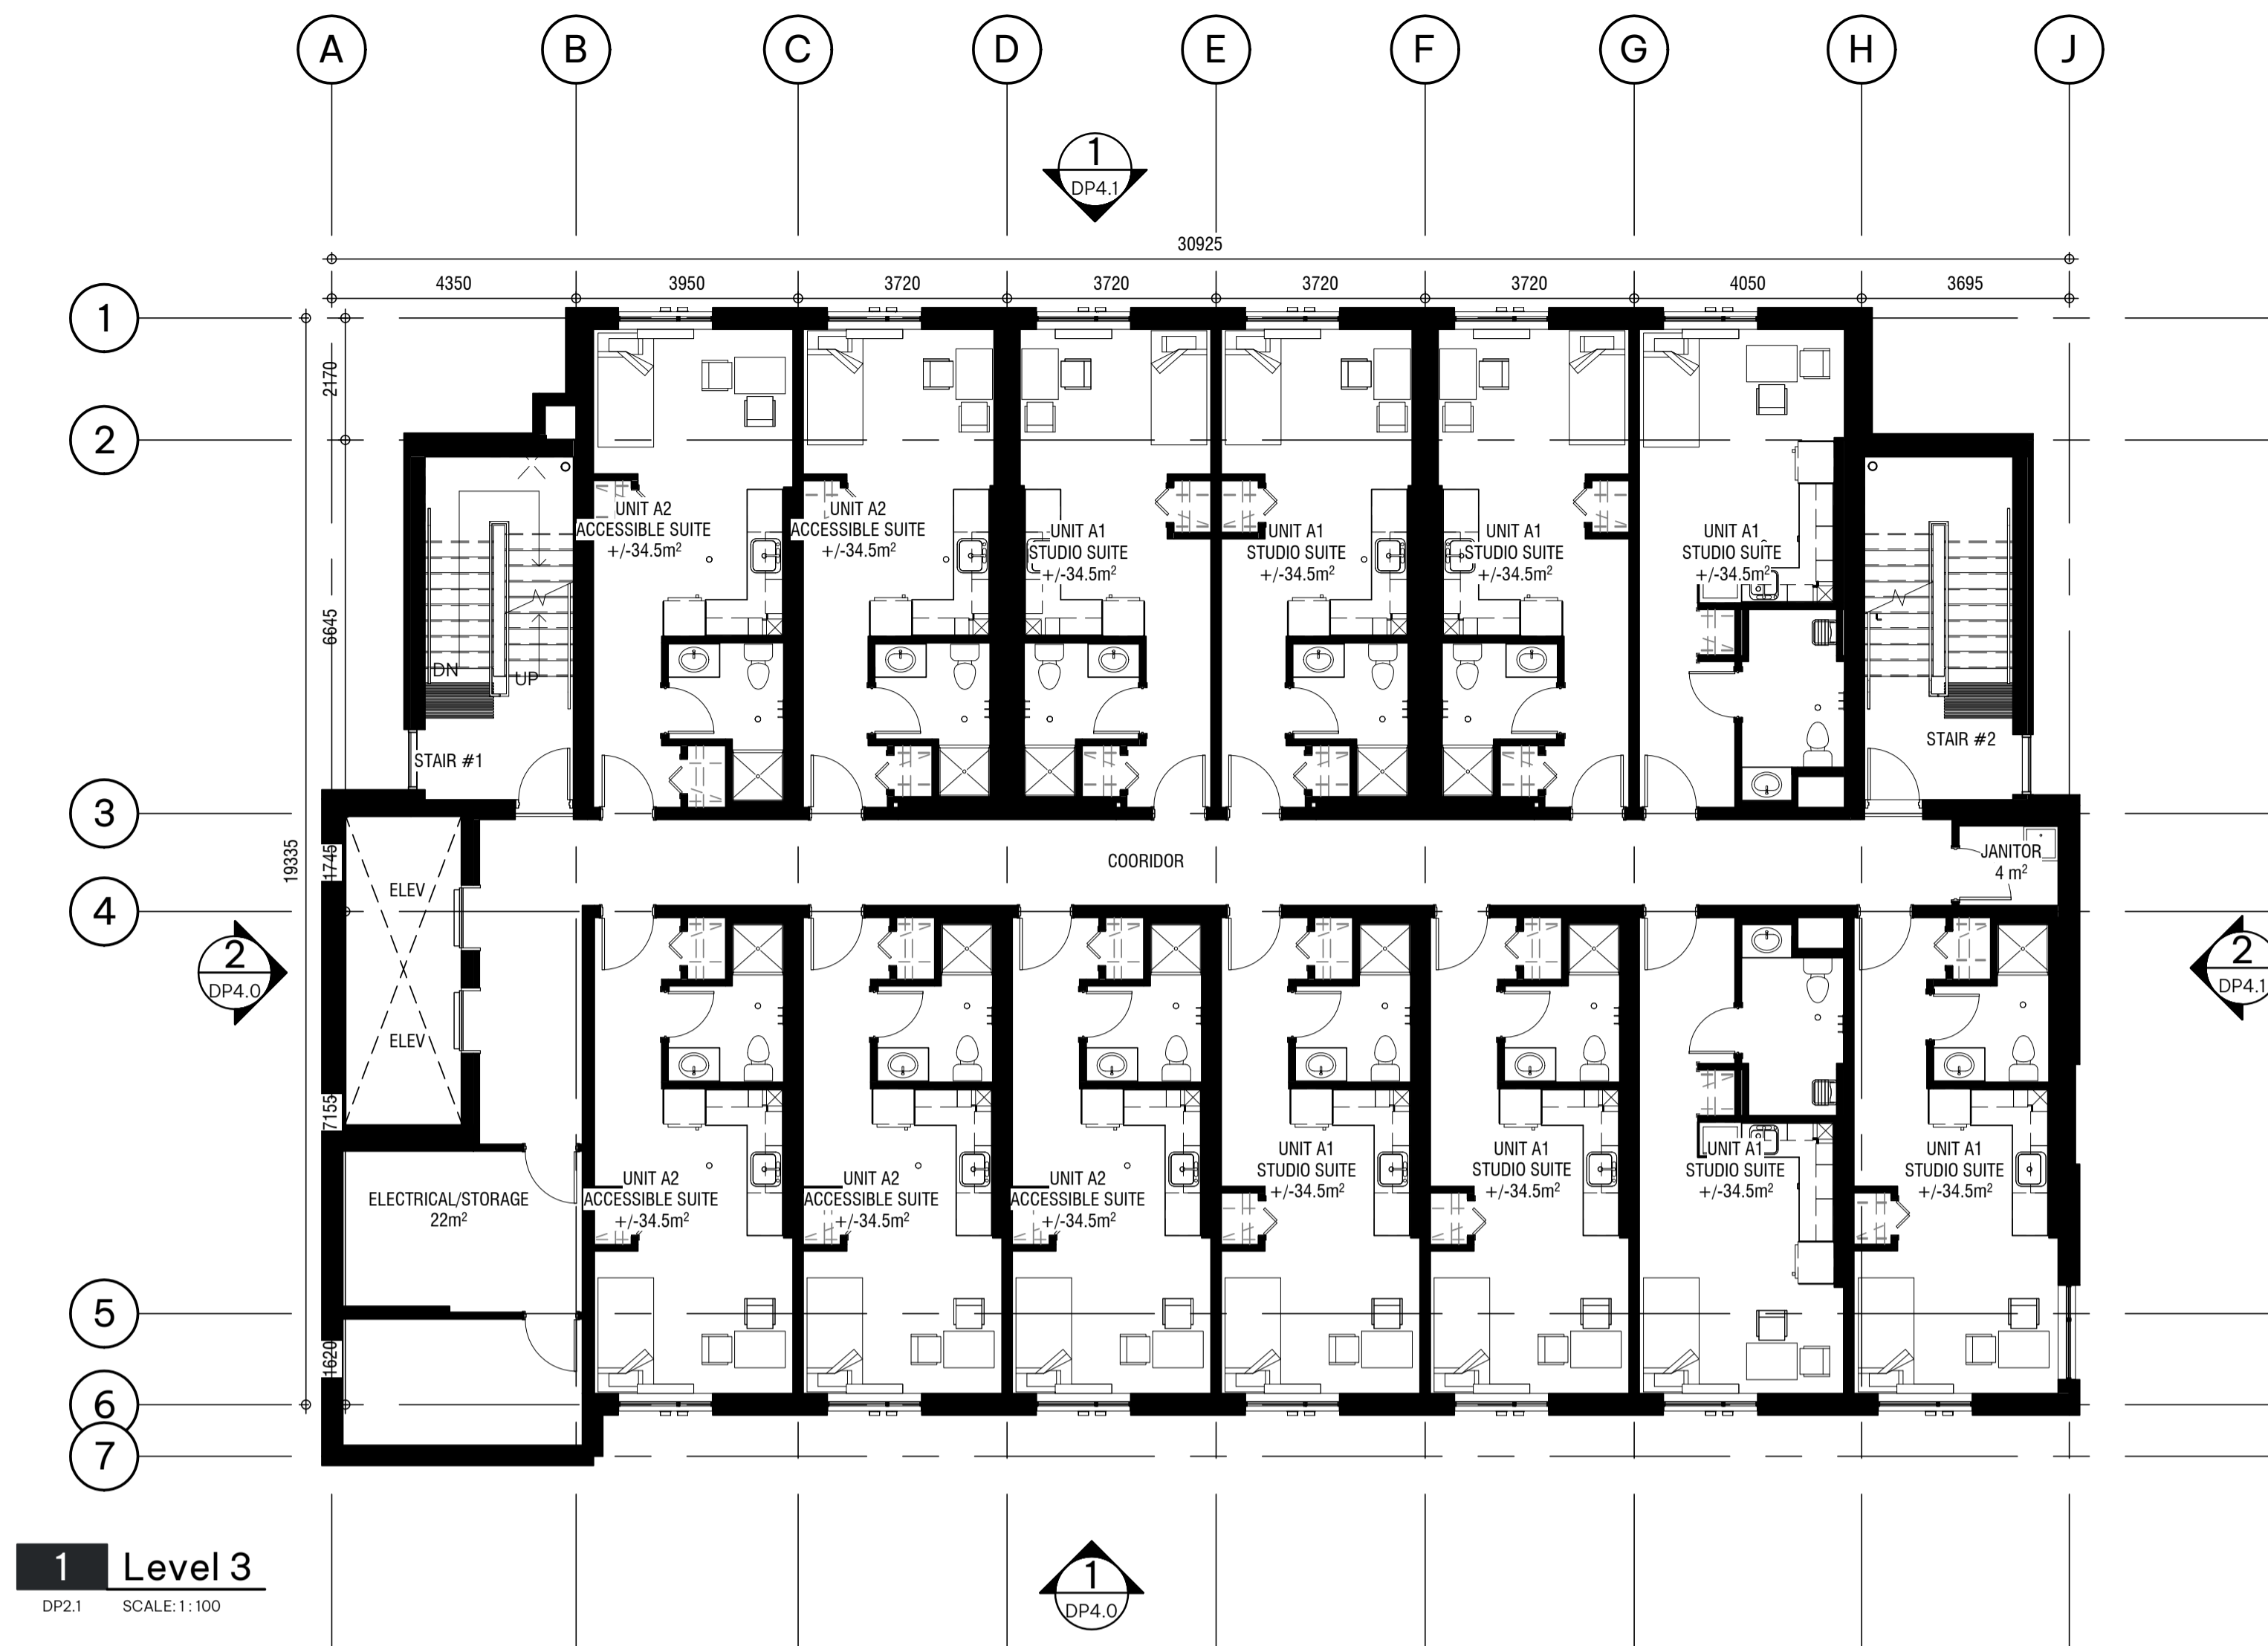 A B C D E F G H J
1
DP4.1
30925
4350 3950 3720 3720 3720 3720 4050 3695
1
2170
2
UNIT A2
ACCESSIBLE SUITE
+/-34.5m²
UNIT A2
ACCESSIBLE SUITE
+/-34.5m²
UNIT A1
STUDIO SUITE
+/-34.5m²
UNIT A1
STUDIO SUITE
+/-34.5m²
UNIT A1
STUDIO SUITE
+/-34.5m²
UNIT A1
STUDIO SUITE
+/-34.5m²
6645
DN
UP
STAIR #1
STAIR #2
3
19335
1745
COORIDOR
JANITOR
4 m²
ELEV
4
2
DP4.0
2
DP4.1
ELEV
7155
ELECTRICAL/STORAGE
22m²
UNIT A2
ACCESSIBLE SUITE
+/-34.5m²
UNIT A2
ACCESSIBLE SUITE
+/-34.5m²
UNIT A2
ACCESSIBLE SUITE
+/-34.5m²
UNIT A1
STUDIO SUITE
+/-34.5m²
UNIT A1
STUDIO SUITE
+/-34.5m²
UNIT A1
STUDIO SUITE
+/-34.5m²
UNIT A1
STUDIO SUITE
+/-34.5m²
5
1620
6
7
1 Level 3
DP2.1 SCALE: 1 : 100
1
DP4.0